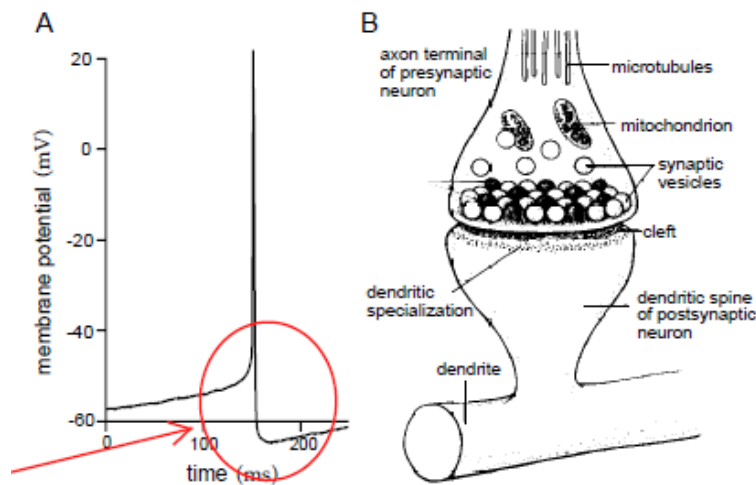 A
membrane potential (mV)
20
0
-20
-40
-60
0
100
200
time (ms)
B
axon terminal
of presynaptic
neuron
microtubules
mitochondrion
synaptic
vesicles
cleft
dendritic
specialization
dendritic spine
of postsynaptic
neuron
dendrite